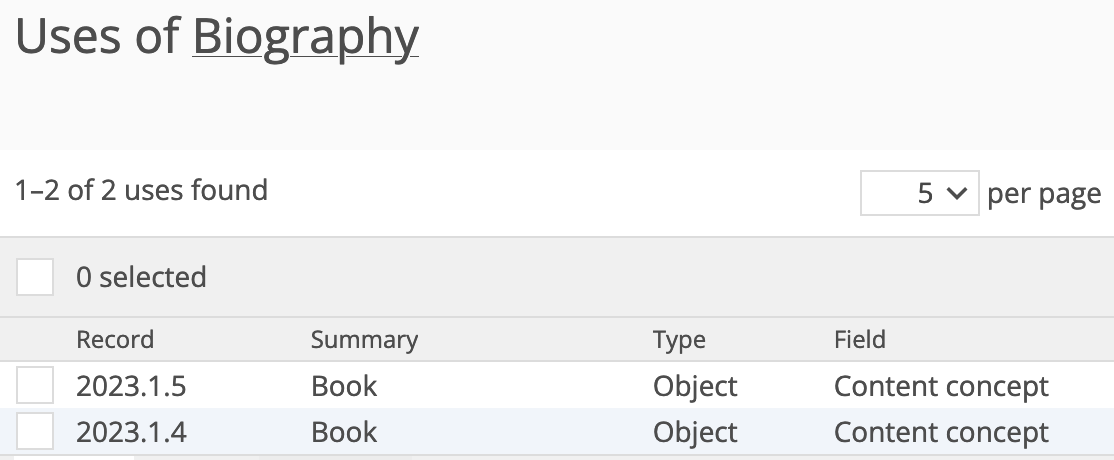 Uses of Biography
1–2 of 2 uses found
5 per page
0 selected
Record Summary Type Field
2023.1.5 Book Object Content concept
2023.1.4 Book Object Content concept